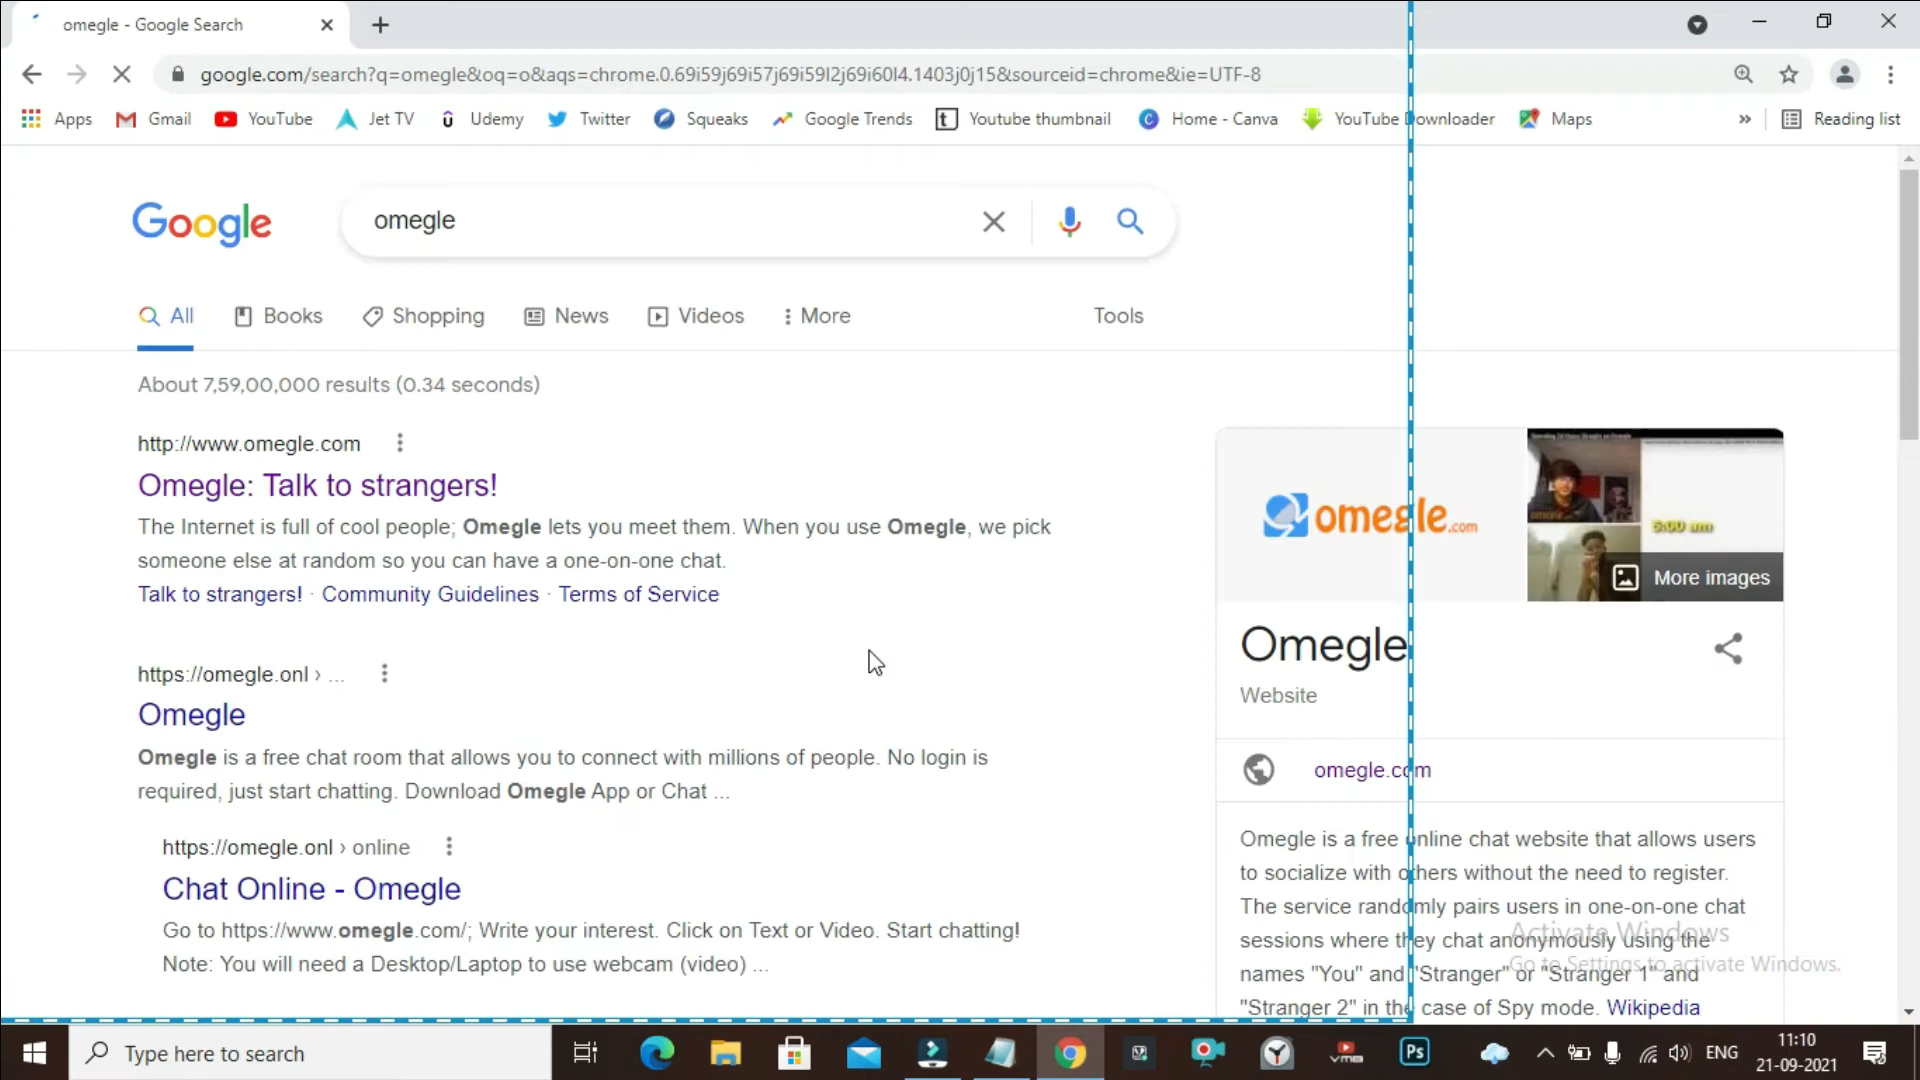 omegle - Google Search
google.com/search?q=omegle&oq=o&aqs=chrome.0.69i59j69i57j69i59l2j69i60l4.1403j0j15&sourceid=chrome&ie=UTF-8
Apps Gmail YouTube Jet TV Udemy Twitter Squeaks Google Trends Youtube thumbnail Home - Canva YouTube Downloader Maps » Reading list
Google omegle
All Books Shopping News Videos More Tools
About 7,59,00,000 results (0.34 seconds)
http://www.omegle.com
Omegle: Talk to strangers!
The Internet is full of cool people; Omegle lets you meet them. When you use Omegle, we pick
someone else at random so you can have a one-on-one chat.
Talk to strangers! · Community Guidelines · Terms of Service
https://omegle.onl › ...
Omegle
Omegle is a free chat room that allows you to connect with millions of people. No login is
required, just start chatting. Download Omegle App or Chat ...
https://omegle.onl › online
Chat Online - Omegle
Go to https://www.omegle.com/; Write your interest. Click on Text or Video. Start chatting!
Note: You will need a Desktop/Laptop to use webcam (video) ...
omegle.com
5:00 am
More images
Omegle
Website
omegle.com
Omegle is a free online chat website that allows users
to socialize with others without the need to register.
The service randomly pairs users in one-on-one chat
sessions where they chat anonymously using the
names "You" and "Stranger" or "Stranger 1" and
"Stranger 2" in the case of Spy mode. Wikipedia
Activate Windows
Go to Settings to activate Windows.
Type here to search
Ps
ENG
11:10
21-09-2021